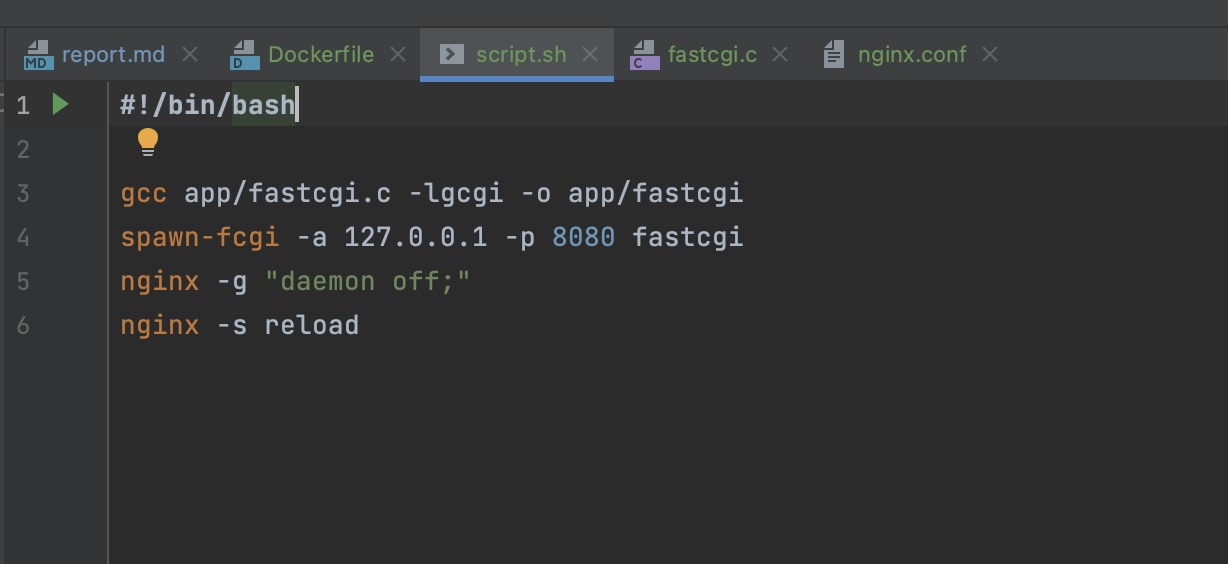 report.md Dockerfile script.sh fastcgi.c nginx.conf
MD D C
1 #!/bin/bash
2
3 gcc app/fastcgi.c -lgcgi -o app/fastcgi
4 spawn-fcgi -a 127.0.0.1 -p 8080 fastcgi
5 nginx -g "daemon off;"
6 nginx -s reload